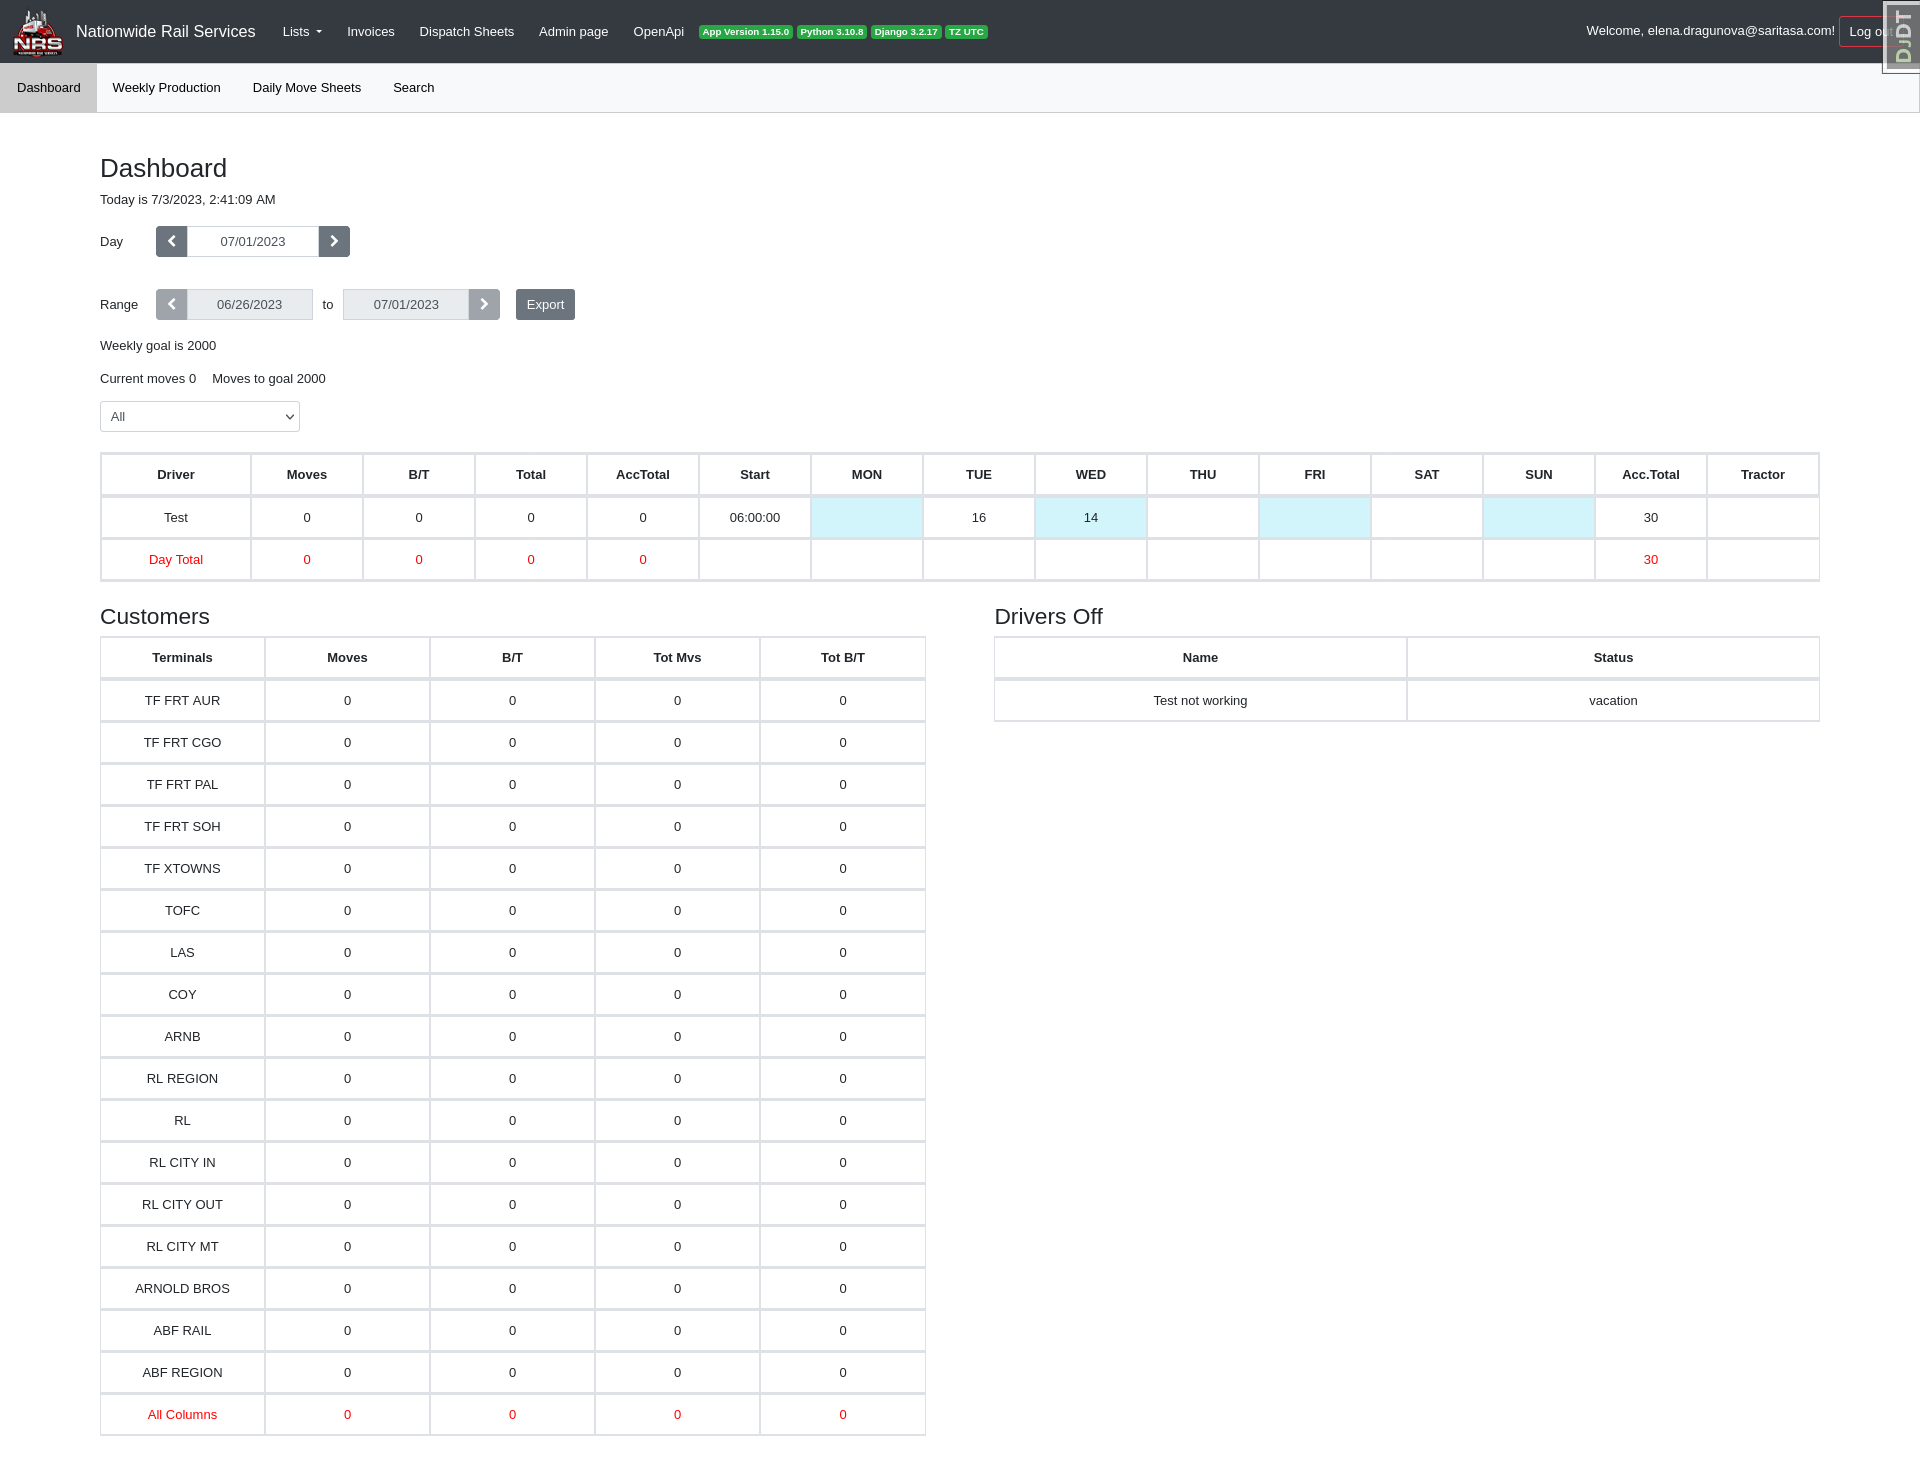 NRS Nationwide Rail Services Lists Invoices Dispatch Sheets Admin page OpenApi App Version 1.15.0 Python 3.10.8 Django 3.2.17 TZ UTC Welcome, elena.dragunova@saritasa.com! Log out DjDT
Dashboard Weekly Production Daily Move Sheets Search
Dashboard
Today is 7/3/2023, 2:41:09 AM
Day 07/01/2023
Range 06/26/2023 to 07/01/2023 Export
Weekly goal is 2000
Current moves 0 Moves to goal 2000
All
Driver Moves B/T Total AccTotal Start MON TUE WED THU FRI SAT SUN Acc.Total Tractor
Test 0 0 0 0 06:00:00 16 14 30
Day Total 0 0 0 0 30
Customers
Terminals Moves B/T Tot Mvs Tot B/T
TF FRT AUR 0 0 0 0
TF FRT CGO 0 0 0 0
TF FRT PAL 0 0 0 0
TF FRT SOH 0 0 0 0
TF XTOWNS 0 0 0 0
TOFC 0 0 0 0
LAS 0 0 0 0
COY 0 0 0 0
ARNB 0 0 0 0
RL REGION 0 0 0 0
RL 0 0 0 0
RL CITY IN 0 0 0 0
RL CITY OUT 0 0 0 0
RL CITY MT 0 0 0 0
ARNOLD BROS 0 0 0 0
ABF RAIL 0 0 0 0
ABF REGION 0 0 0 0
All Columns 0 0 0 0
Drivers Off
Name Status
Test not working vacation